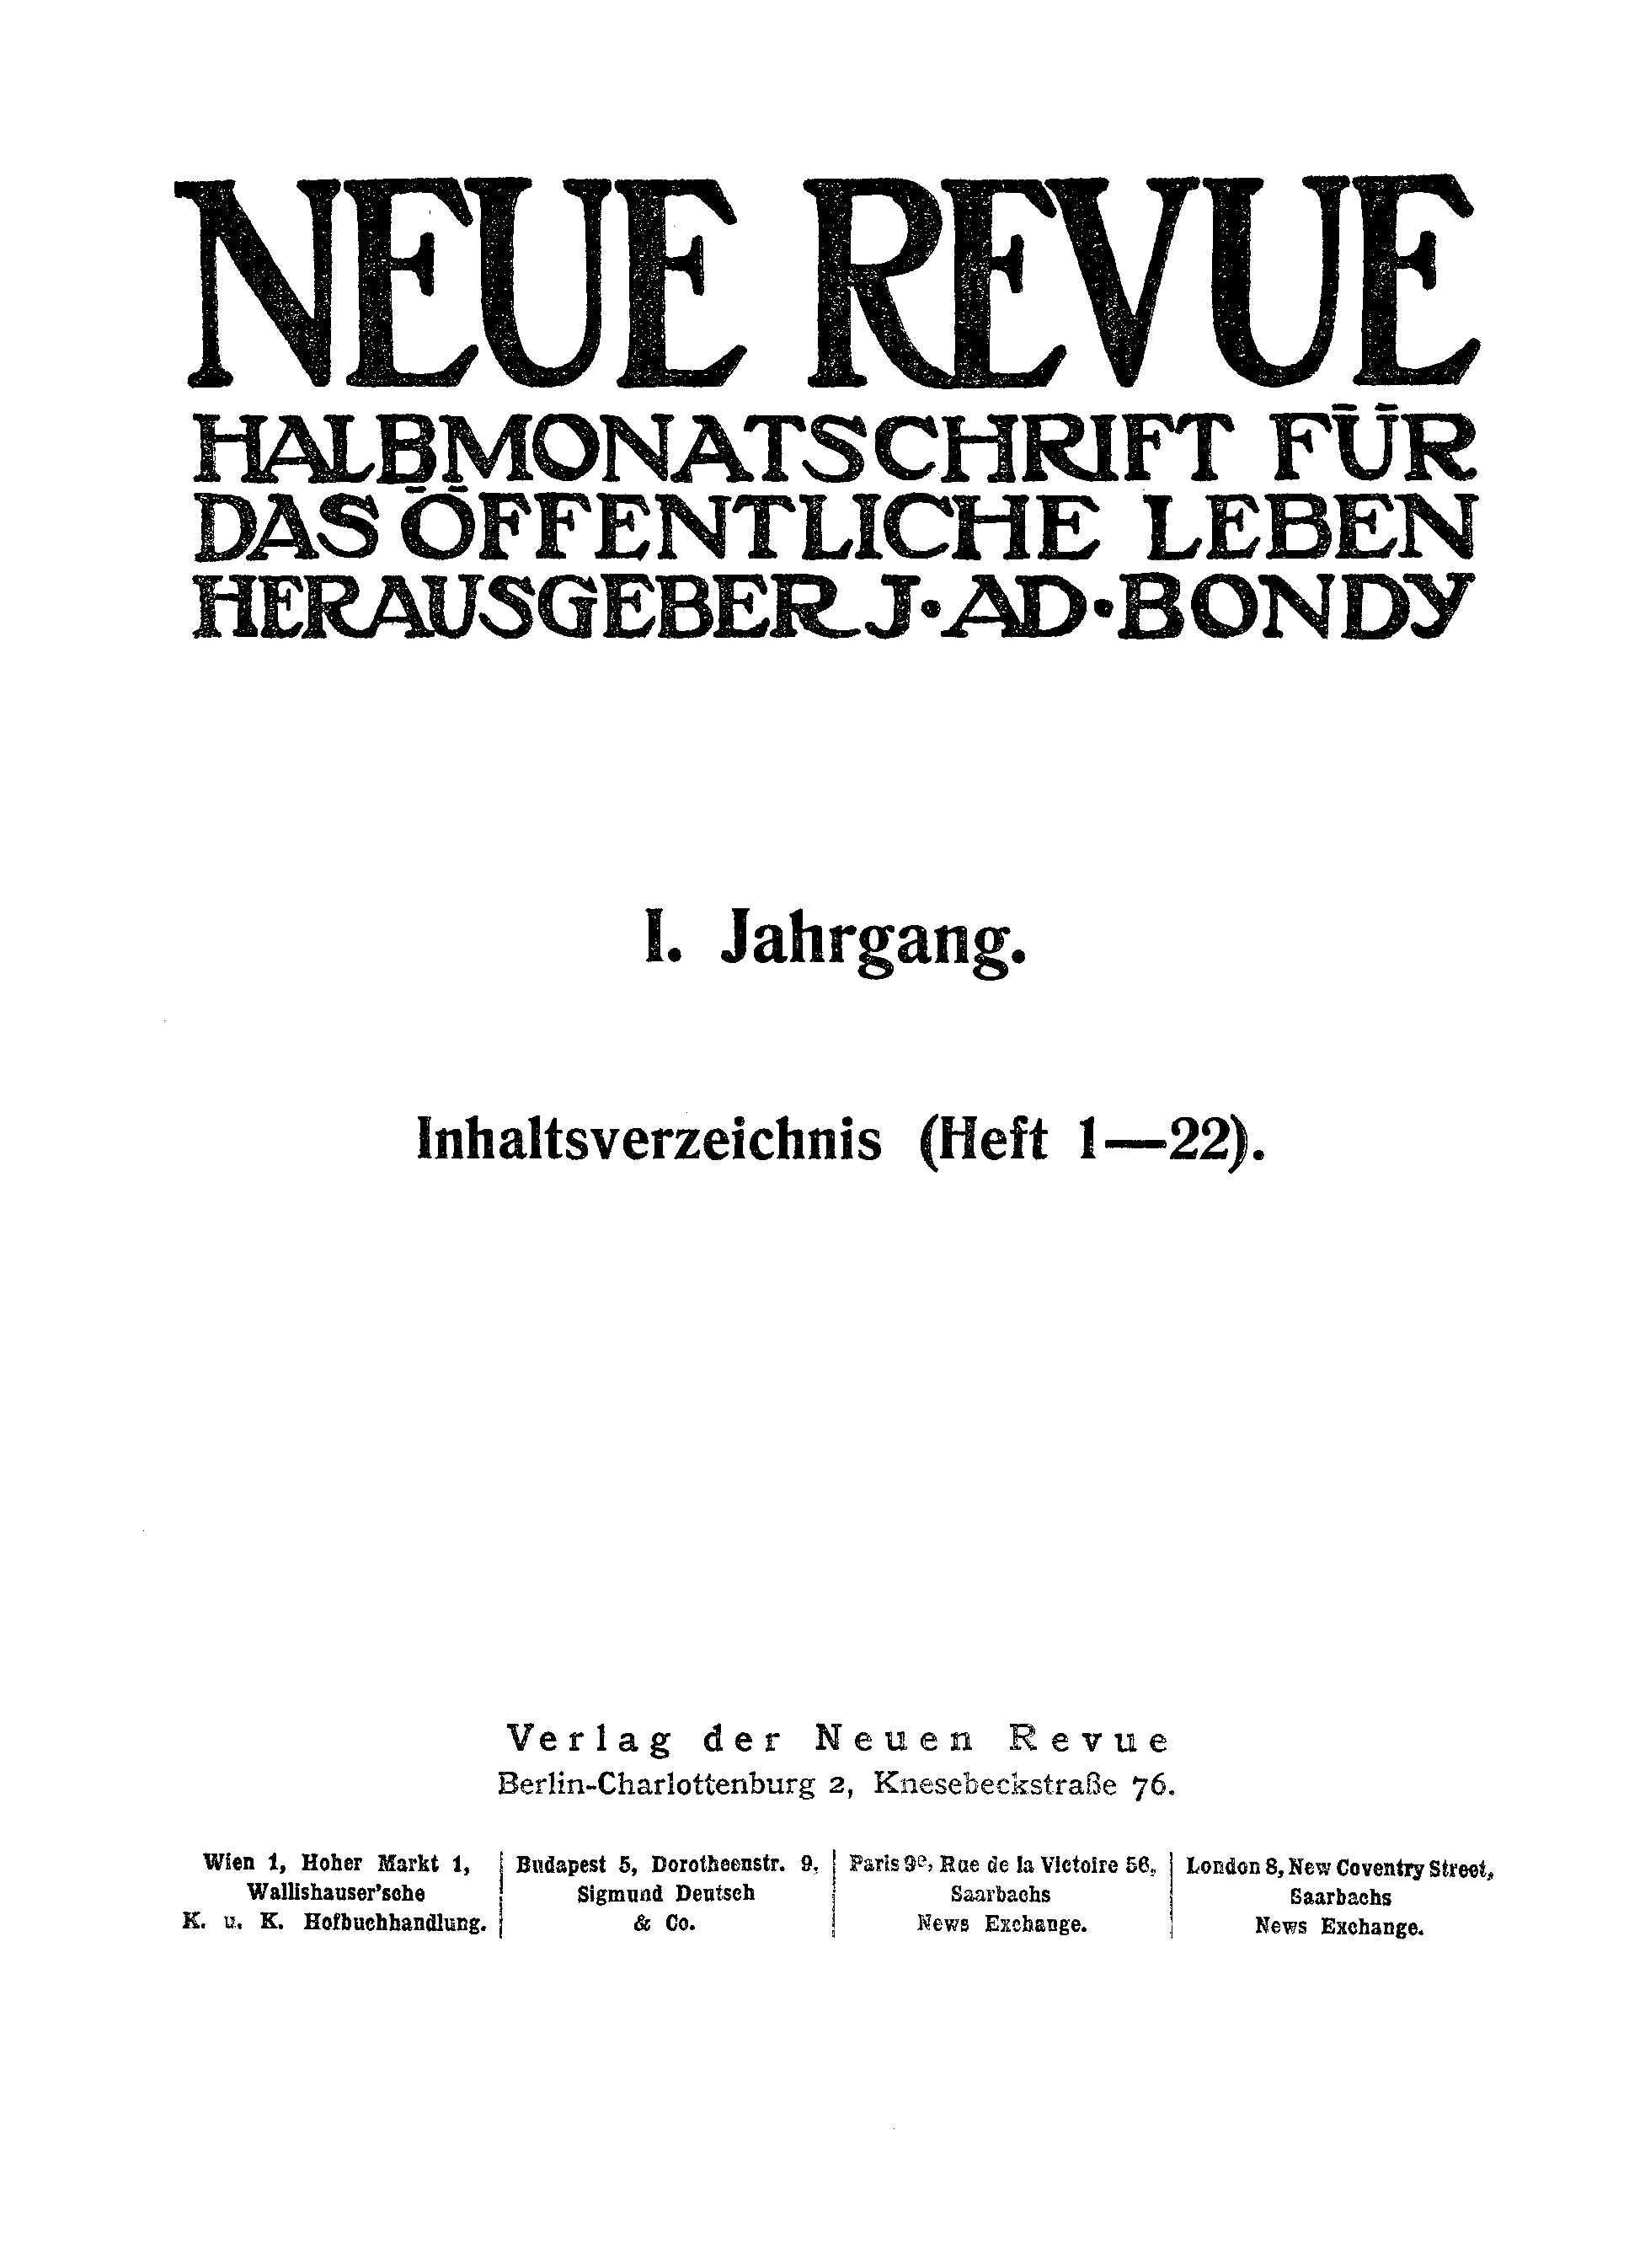 NEUE REVUE
HALBMONATSCHRIFT FÜR
DAS ÖFFENTLICHE LEBEN
HERAUSGEBER J·AD·BONDY
I. Jahrgang.
Inhaltsverzeichnis (Heft 1—22).
Verlag der Neuen Revue
Berlin-Charlottenburg 2, Knesebeckstraße 76.
Wien 1, Hoher Markt 1,
Wallishauser'sche
K. u. K. Hofbuchhandlung.
Budapest 5, Dorotheenstr. 9,
Sigmund Deutsch
& Co.
Paris 9e, Rue de la Victoire 56,
Saarbachs
News Exchange.
London 8, New Coventry Street,
Saarbachs
News Exchange.